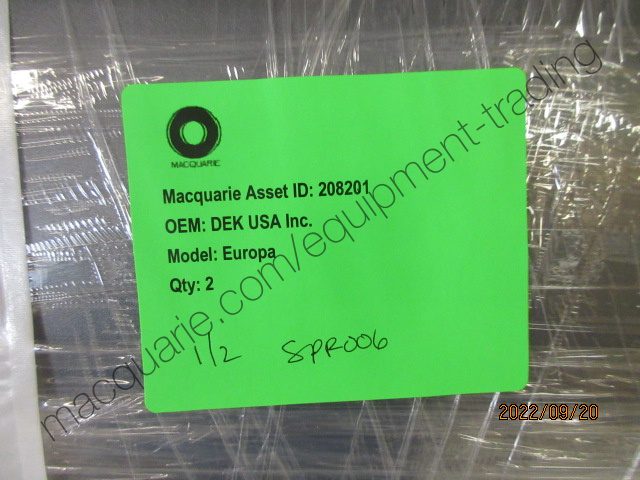 MACQUARIE
Macquarie Asset ID: 208201
OEM: DEK USA Inc.
Model: Europa
Qty: 2
1/2 SPR006
macquarie.com/equipment-trading
2022/09/20